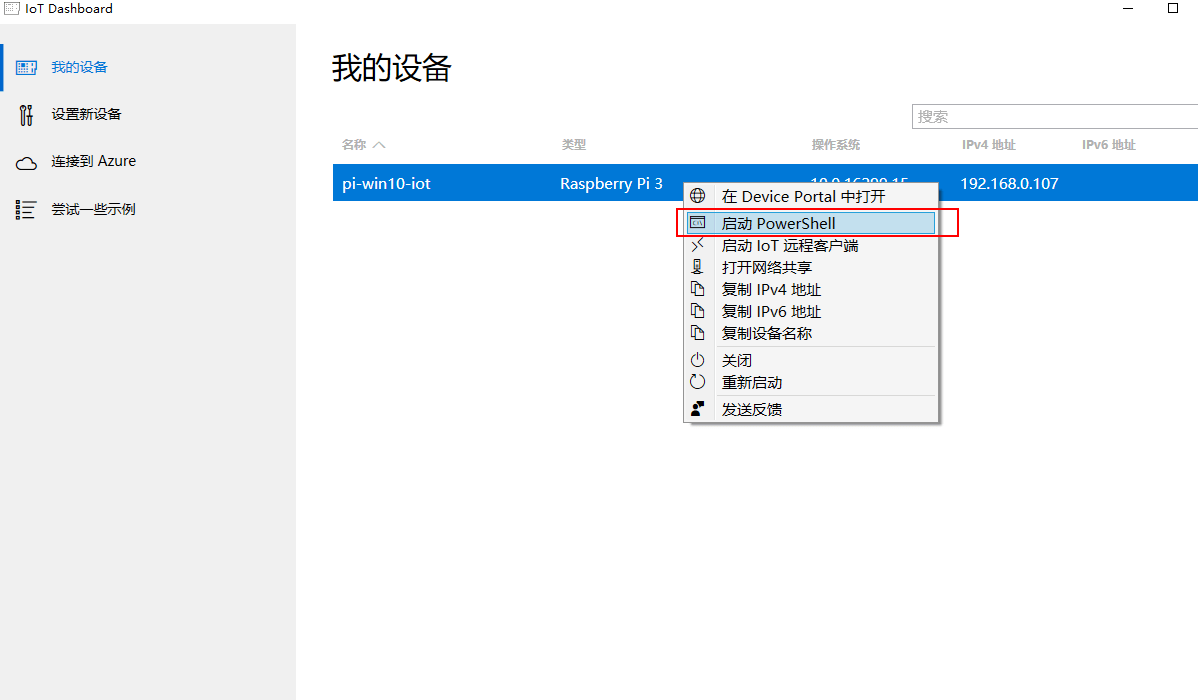 IoT Dashboard
我的设备
设置新设备
连接到 Azure
尝试一些示例
我的设备
搜索
名称 类型 操作系统 IPv4 地址 IPv6 地址
pi-win10-iot Raspberry Pi 3 192.168.0.107
在 Device Portal 中打开
启动 PowerShell
启动 IoT 远程客户端
打开网络共享
复制 IPv4 地址
复制 IPv6 地址
复制设备名称
关闭
重新启动
发送反馈